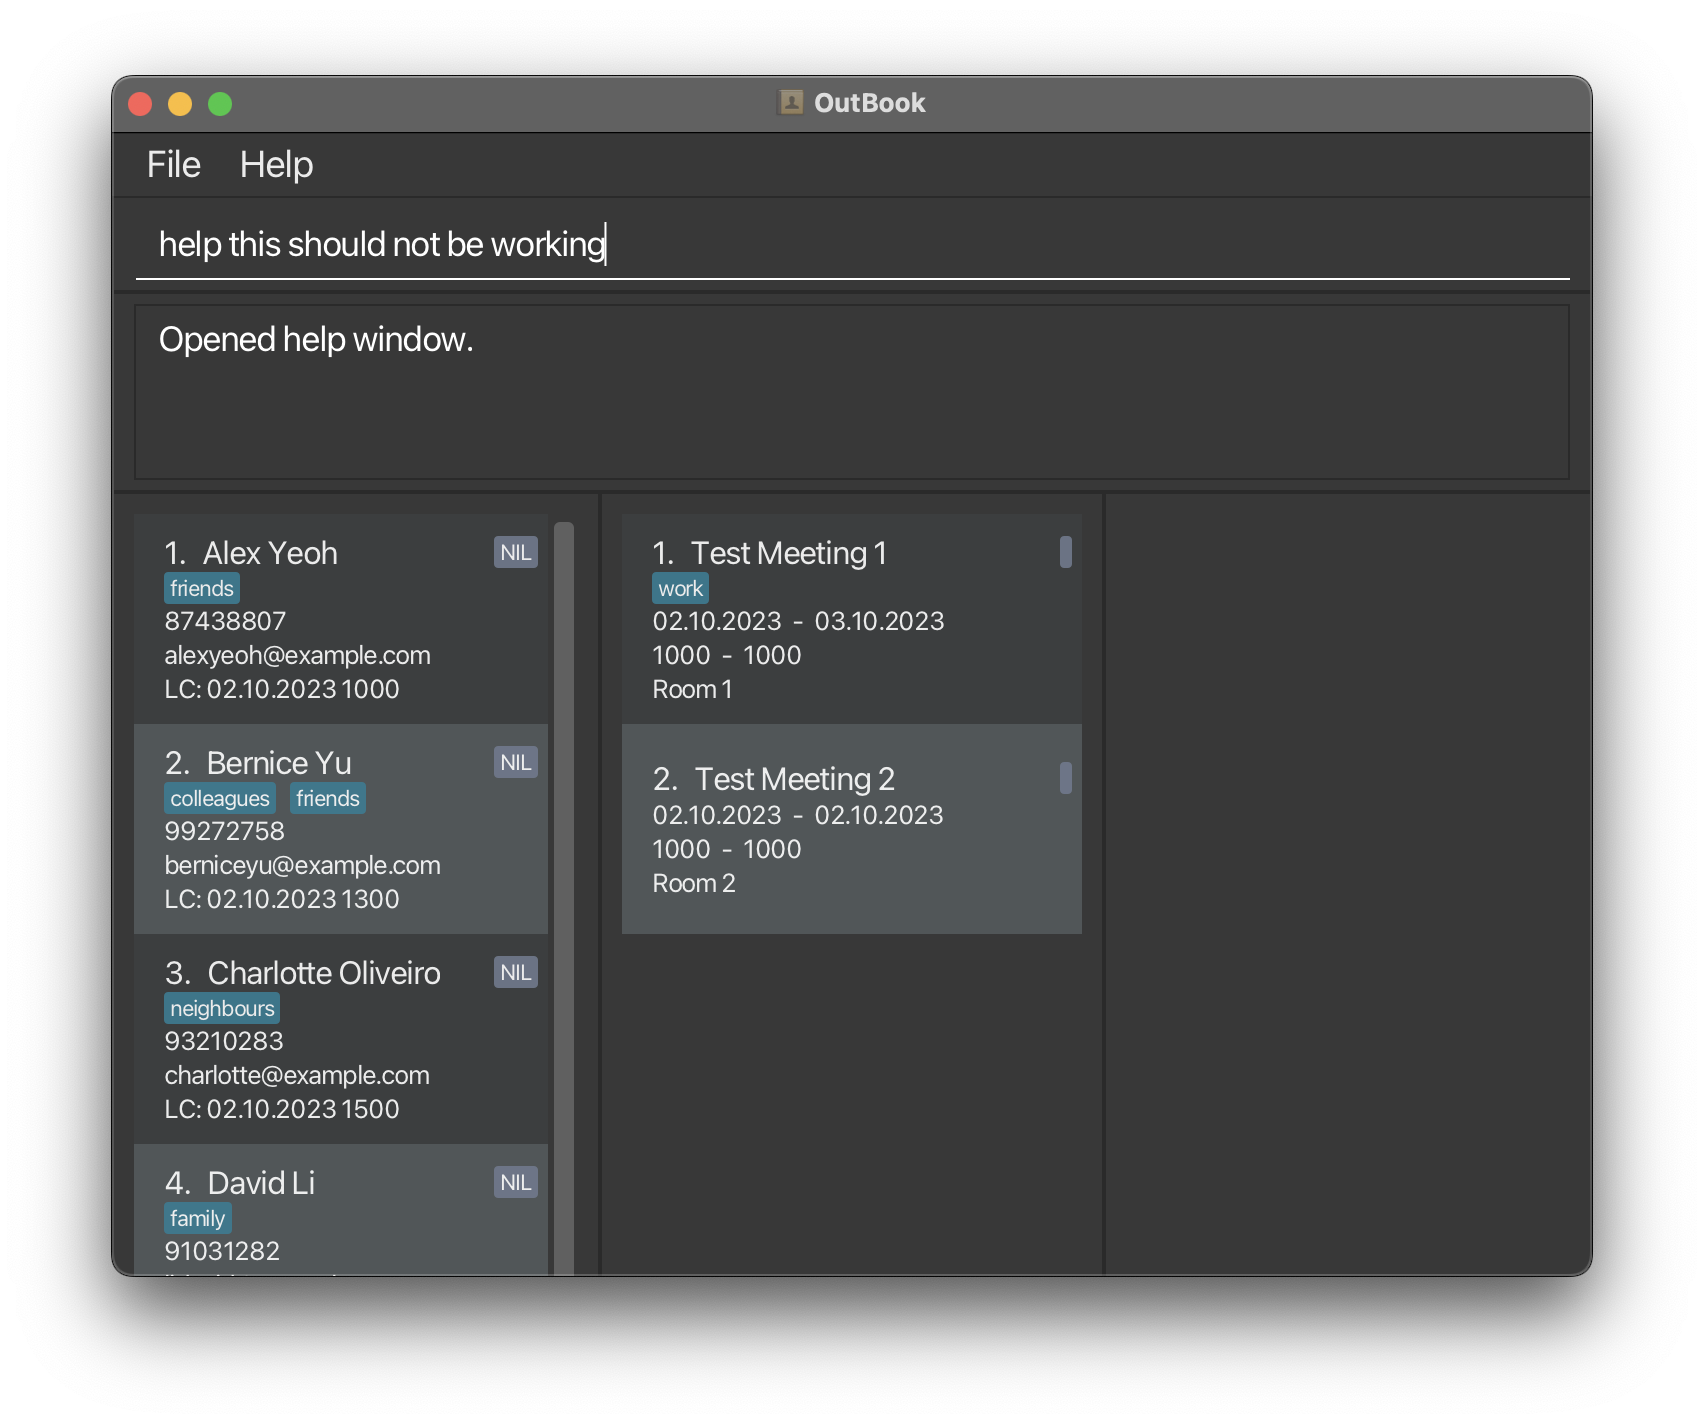 OutBook
File Help
help this should not be working
Opened help window.
1. Alex Yeoh NIL
friends
87438807
alexyeoh@example.com
LC: 02.10.2023 1000
2. Bernice Yu NIL
colleagues friends
99272758
berniceyu@example.com
LC: 02.10.2023 1300
3. Charlotte Oliveiro NIL
neighbours
93210283
charlotte@example.com
LC: 02.10.2023 1500
4. David Li NIL
family
91031282
1. Test Meeting 1
work
02.10.2023 - 03.10.2023
1000 - 1000
Room 1
2. Test Meeting 2
02.10.2023 - 02.10.2023
1000 - 1000
Room 2